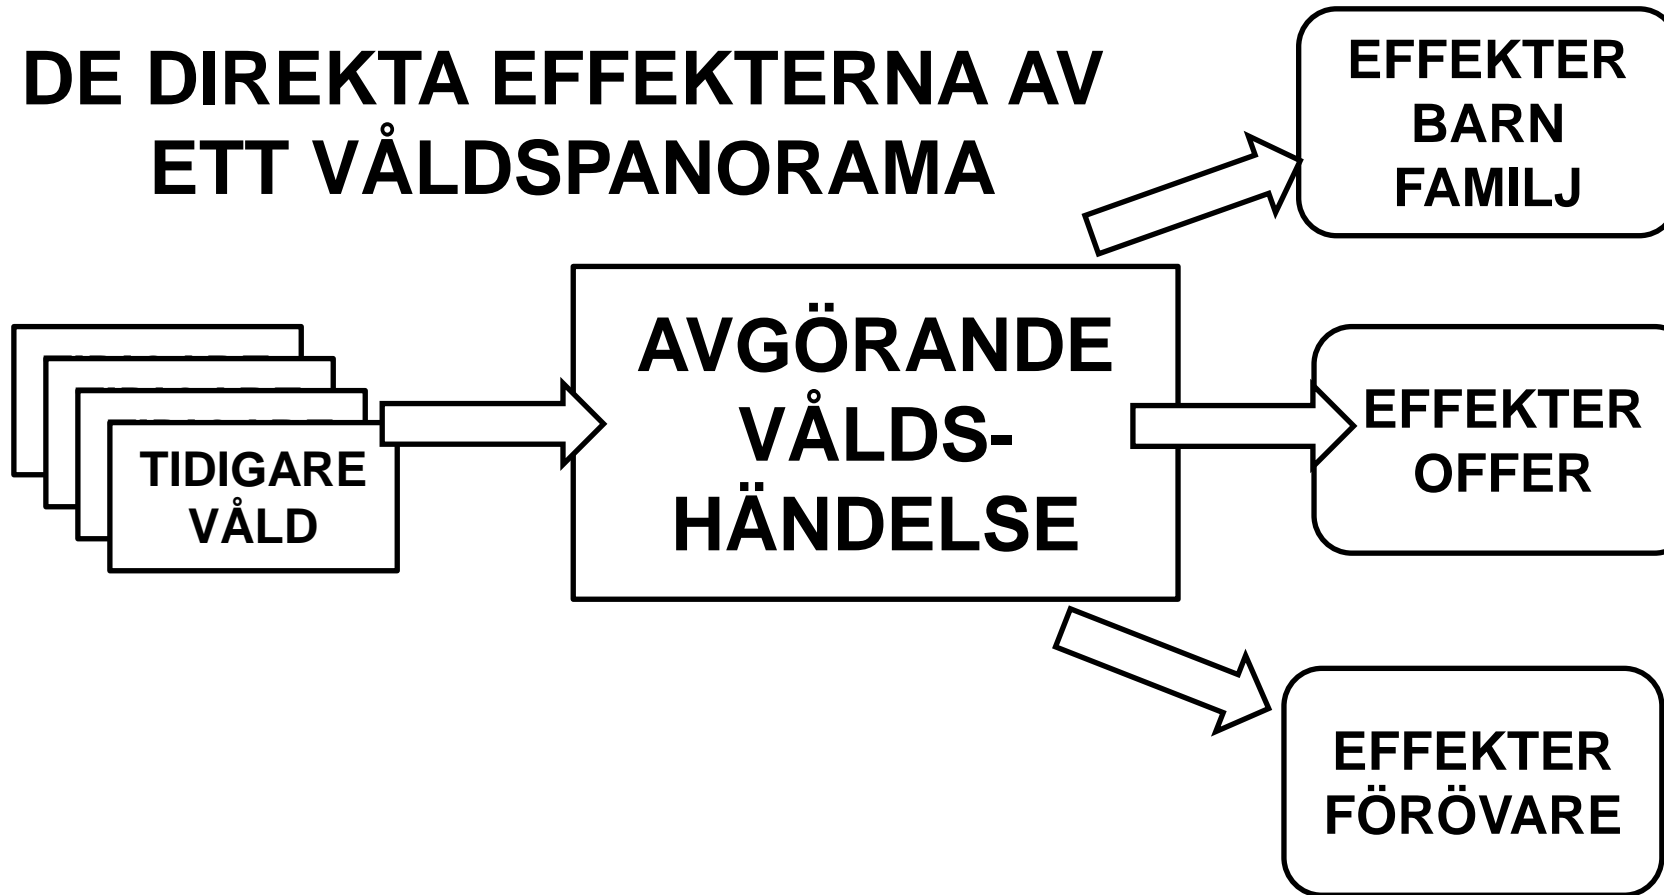 DE DIREKTA EFFEKTERNA AV
ETT VÅLDSPANORAMA
EFFEKTER
BARN
FAMILJ
TIDIGARE
VÅLD
AVGÖRANDE
VÅLDS-
HÄNDELSE
EFFEKTER
OFFER
EFFEKTER
FÖRÖVARE